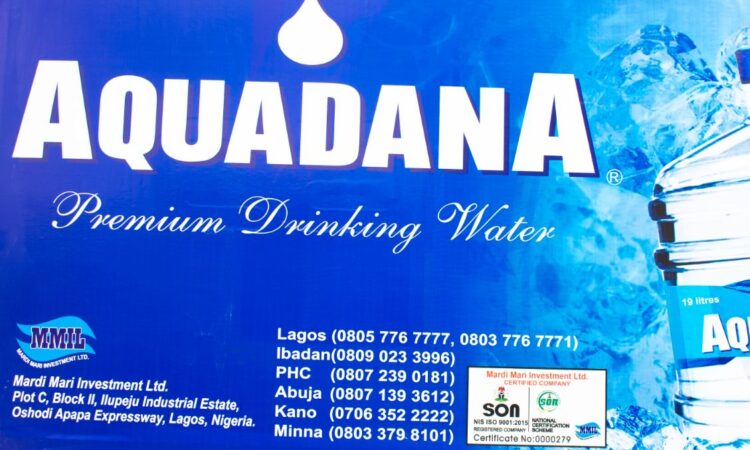 AQUADANA
®
Premium Drinking Water
19 litres
AQ
MMIL
MARDI MARI INVESTMENT LTD.
Mardi Mari Investment Ltd.
Plot C, Block II, Ilupeju Industrial Estate,
Oshodi Apapa Expressway, Lagos, Nigeria.
Lagos (0805 776 7777, 0803 776 7771)
Ibadan(0809 023 3996)
PHC (0807 239 0181)
Abuja (0807 139 3612)
Kano (0706 352 2222)
Minna (0803 379 8101)
Mardi Mari Investment Ltd.
CERTIFIED COMPANY
SON
NIS ISO 9001:2015
REGISTERED COMPANY
SON
NATIONAL
CERTIFICATION
SCHEME
MMIL
Certificate No:0000279